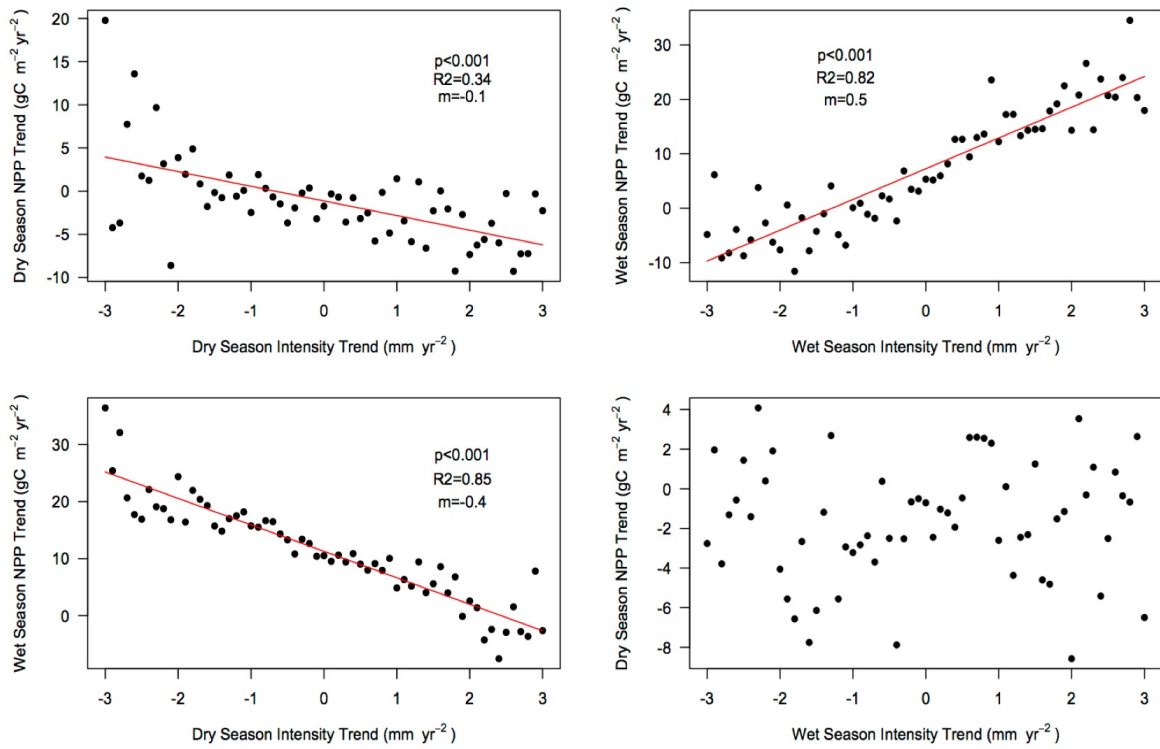 Dry Season NPP Trend (gC m⁻² yr⁻²)
20
15
10
5
0
-5
-10
p<0.001
R2=0.34
m=-0.1
-3 -2 -1 0 1 2 3
Dry Season Intensity Trend (mm yr⁻²)
Wet Season NPP Trend (gC m⁻² yr⁻²)
30
20
10
0
-10
p<0.001
R2=0.82
m=0.5
-3 -2 -1 0 1 2 3
Wet Season Intensity Trend (mm yr⁻²)
Wet Season NPP Trend (gC m⁻² yr⁻²)
30
20
10
0
p<0.001
R2=0.85
m=-0.4
-3 -2 -1 0 1 2 3
Dry Season Intensity Trend (mm yr⁻²)
Dry Season NPP Trend (gC m⁻² yr⁻²)
4
2
0
-2
-4
-6
-8
-3 -2 -1 0 1 2 3
Wet Season Intensity Trend (mm yr⁻²)